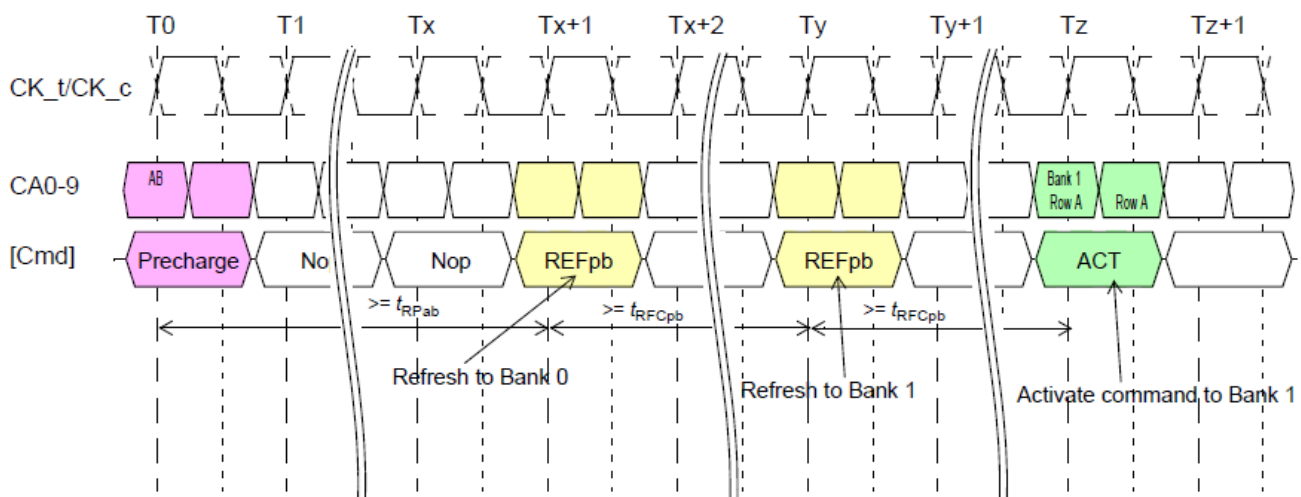 T0 T1 Tx Tx+1 Tx+2 Ty Ty+1 Tz Tz+1
CK_t/CK_c
CA0-9 AB Bank 1 Row A Row A
[Cmd] Precharge No Nop REFpb REFpb ACT
>= tRPab >= tRFCpb >= tRFCpb
Refresh to Bank 0 Refresh to Bank 1 Activate command to Bank 1